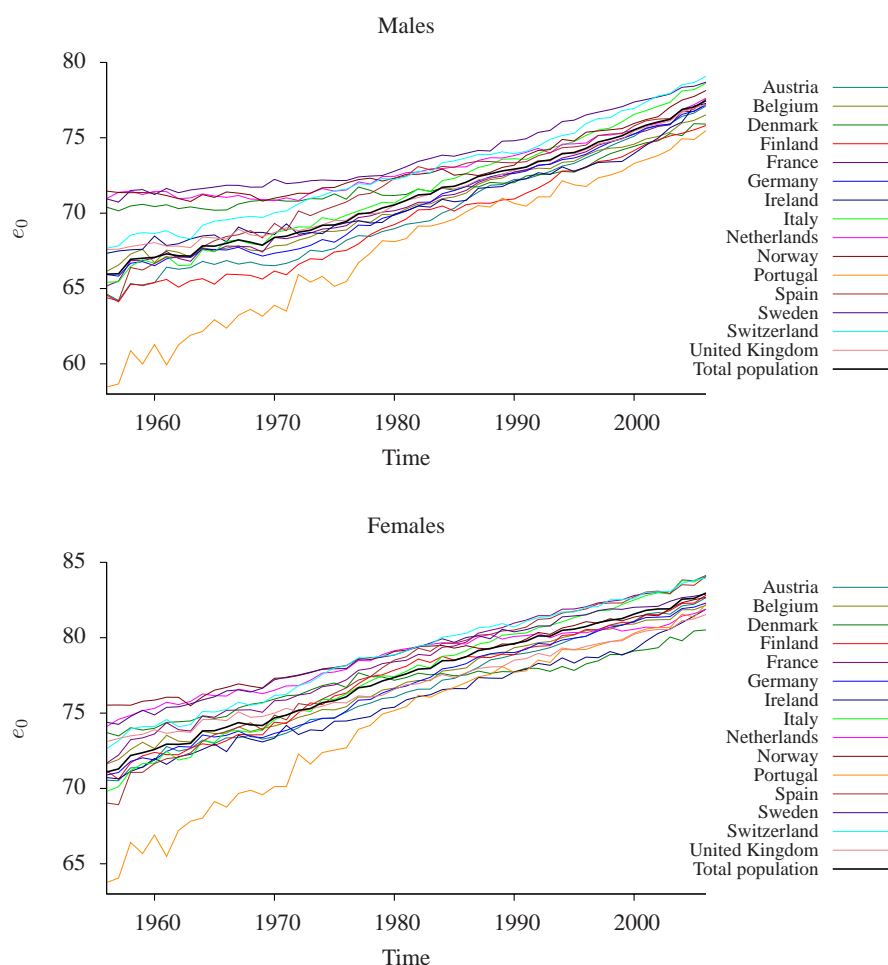 Males
80
75
70
65
60
e0
1960 1970 1980 1990 2000
Time
Austria
Belgium
Denmark
Finland
France
Germany
Ireland
Italy
Netherlands
Norway
Portugal
Spain
Sweden
Switzerland
United Kingdom
Total population
Females
85
80
75
70
65
e0
1960 1970 1980 1990 2000
Time
Austria
Belgium
Denmark
Finland
France
Germany
Ireland
Italy
Netherlands
Norway
Portugal
Spain
Sweden
Switzerland
United Kingdom
Total population